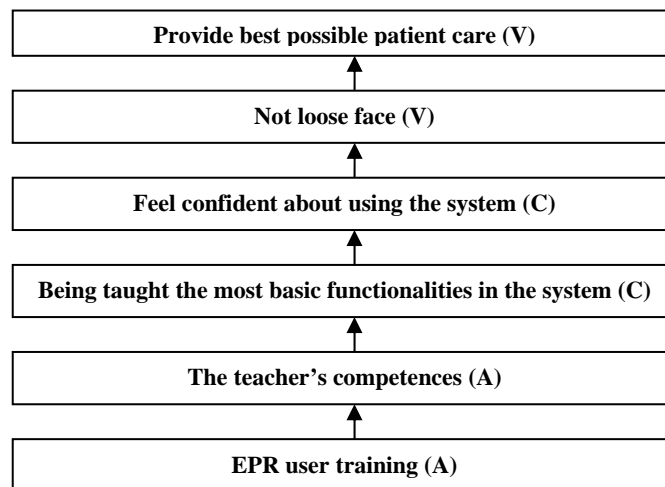 Provide best possible patient care (V)
Not loose face (V)
Feel confident about using the system (C)
Being taught the most basic functionalities in the system (C)
The teacher’s competences (A)
EPR user training (A)